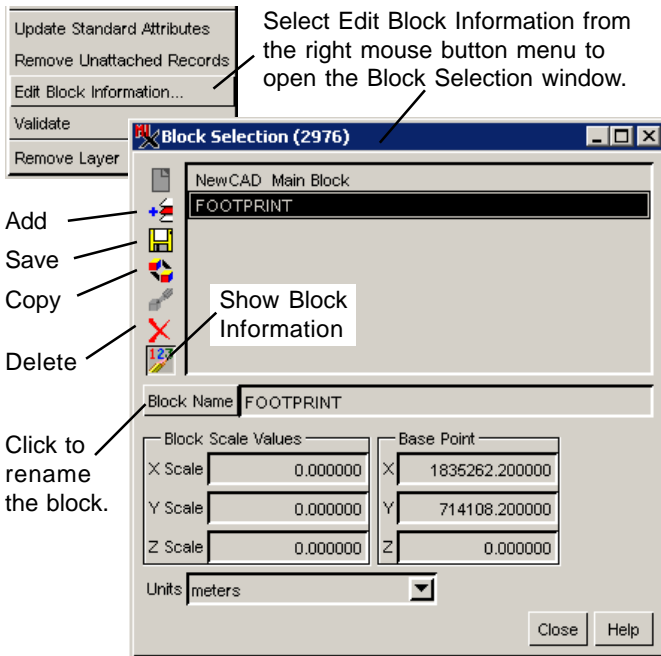 Update Standard Attributes
Remove Unattached Records
Edit Block Information...
Validate
Remove Layer
Select Edit Block Information from
the right mouse button menu to
open the Block Selection window.
Block Selection (2976)
NewCAD Main Block
FOOTPRINT
Add
Save
Copy
Delete
Show Block
Information
123
Block Name FOOTPRINT
Click to
rename
the block.
Block Scale Values
X Scale 0.000000
Y Scale 0.000000
Z Scale 0.000000
Base Point
X 1835262.200000
Y 714108.200000
Z 0.000000
Units meters
Close Help